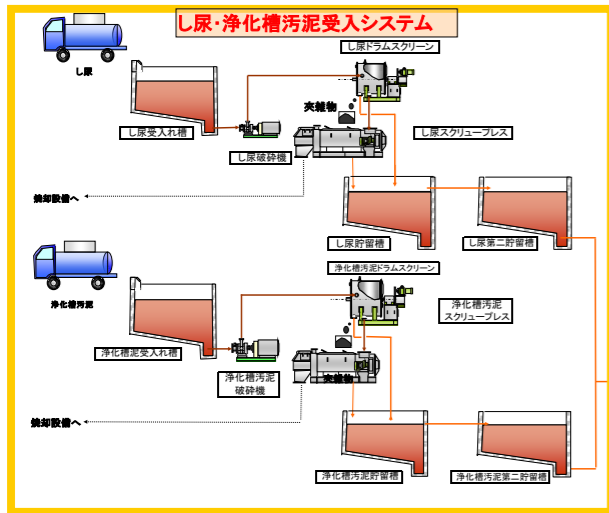 し尿・浄化槽汚泥受入システム
し尿
し尿ドラムスクリーン
夾雑物
し尿受入れ槽
し尿スクリュープレス
し尿破砕機
焼却設備へ
し尿貯留槽
し尿第二貯留槽
浄化槽汚泥ドラムスクリーン
浄化槽汚泥
浄化槽汚泥
スクリュープレス
浄化槽泥受入れ槽
浄化槽汚泥
破砕機
夾雑物
焼却設備へ
浄化槽汚泥貯留槽
浄化槽汚泥第二貯留槽